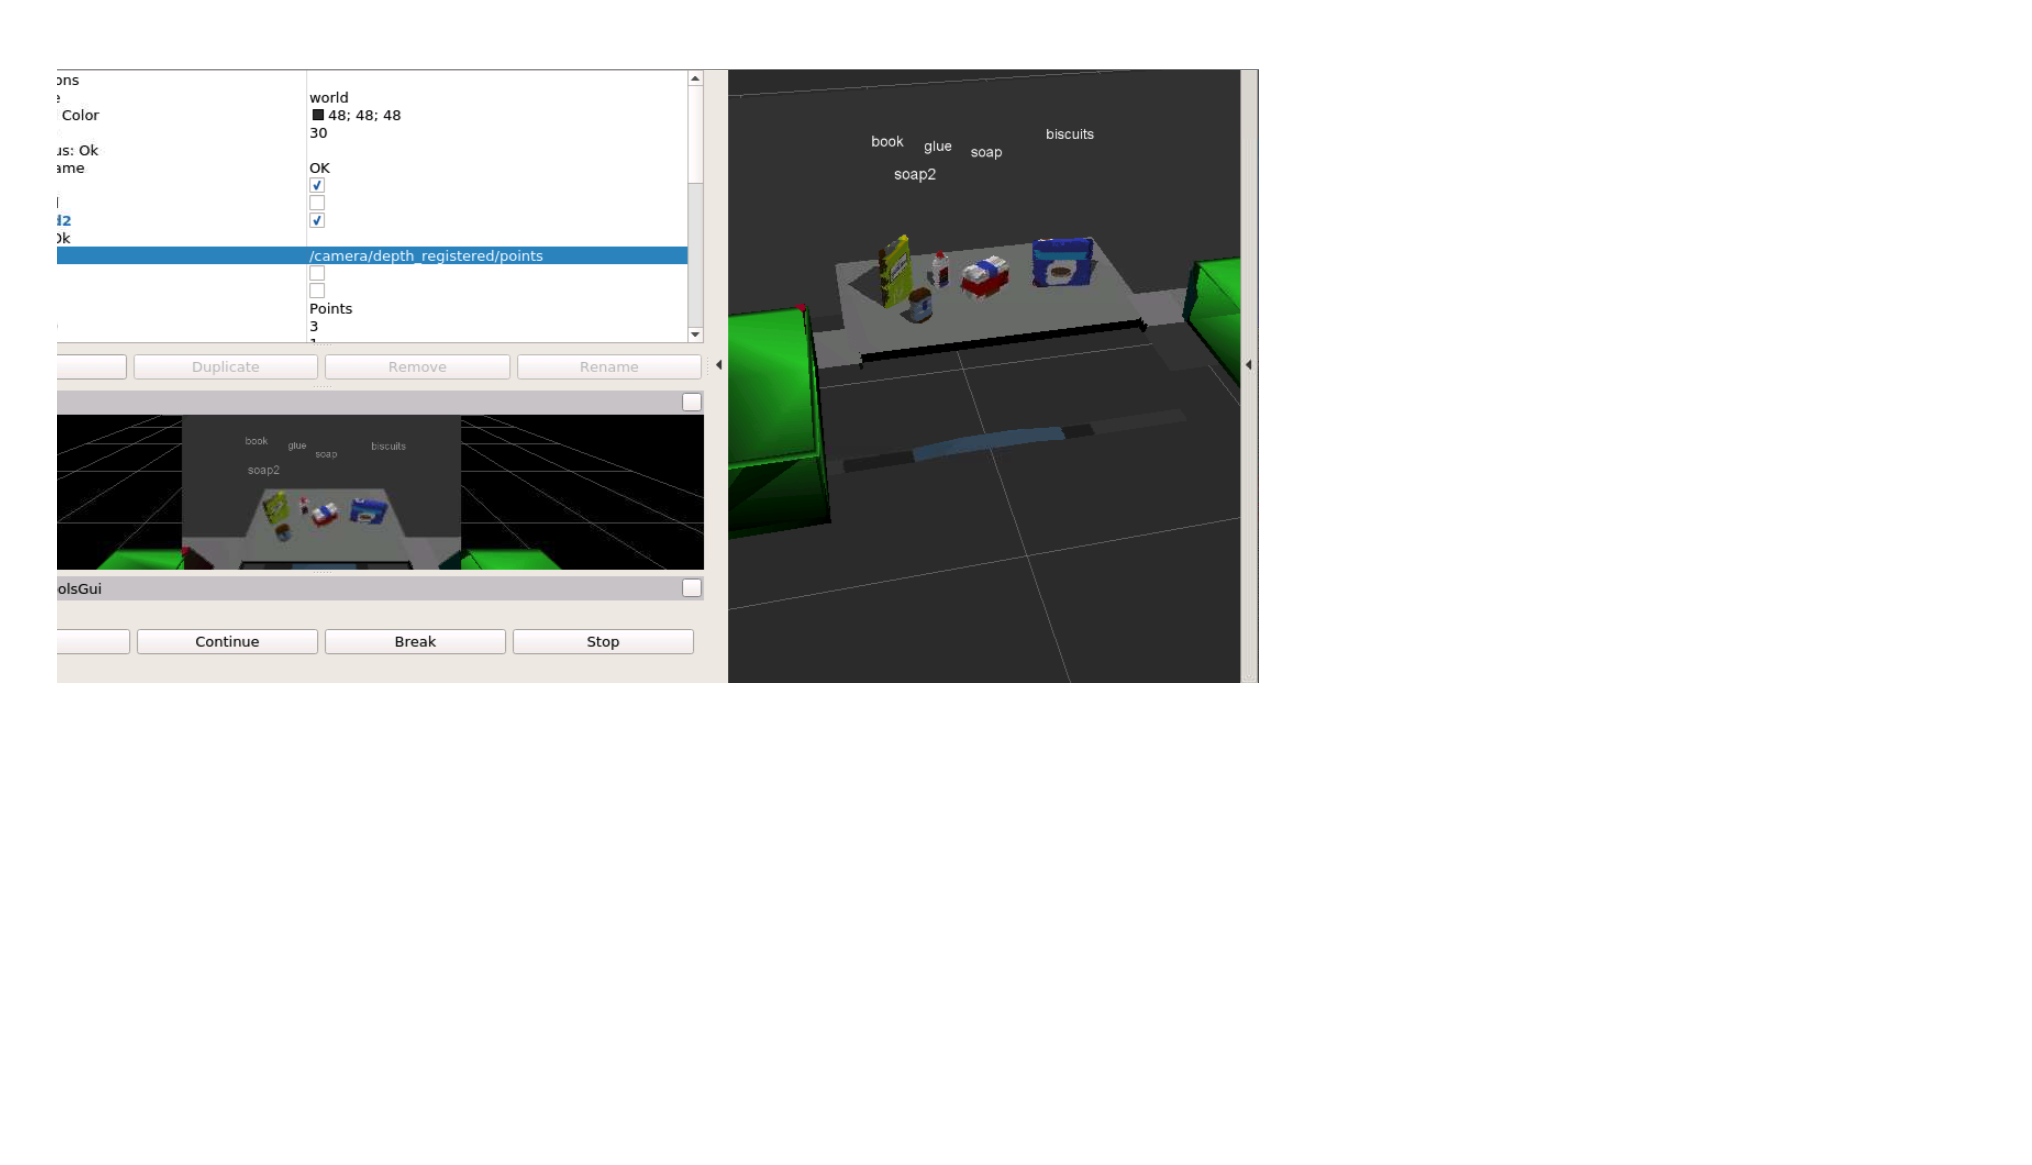 ons
e
world
Color
48; 48; 48
30
us: Ok
ame
OK
d2
Ok
/camera/depth_registered/points
Points
3
Duplicate
Remove
Rename
book
glue
soap
biscuits
soap2
olsGui
Continue
Break
Stop
book
glue
soap
biscuits
soap2